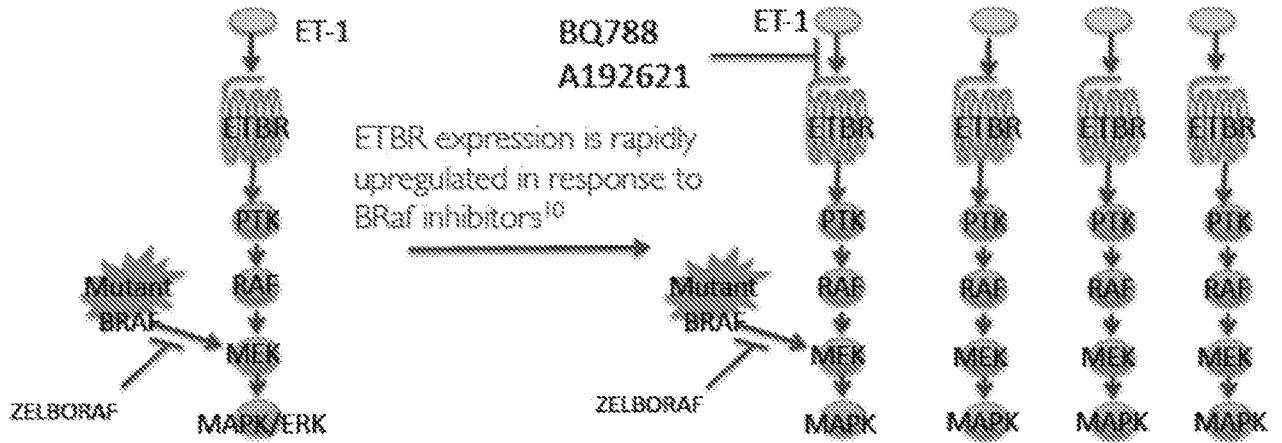 ET-1
BQ788
A192621
ET-1
ETBR
ETBR expression is rapidly
upregulated in response to
BRaf inhibitors¹⁰
ETBR ETBR ETBR ETBR
PTK
PTK PTK PTK PTK
Mutant
BRAF
RAF
Mutant
BRAF
RAF RAF RAF RAF
MEK
MEK MEK MEK MEK
ZELBORAF
ZELBORAF
MAPK/ERK
MAPK MAPK MAPK MAPK